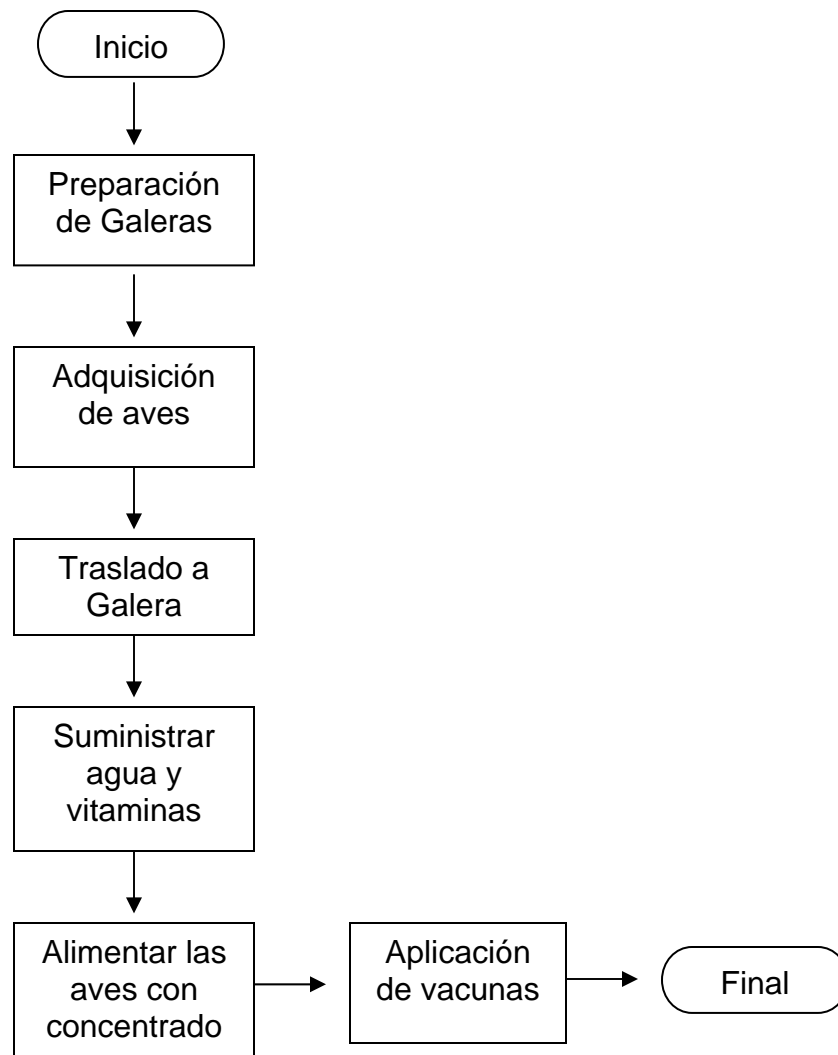 Inicio
Preparación
de Galeras
Adquisición
de aves
Traslado a
Galera
Suministrar
agua y
vitaminas
Alimentar las
aves con
concentrado
Aplicación
de vacunas
Final